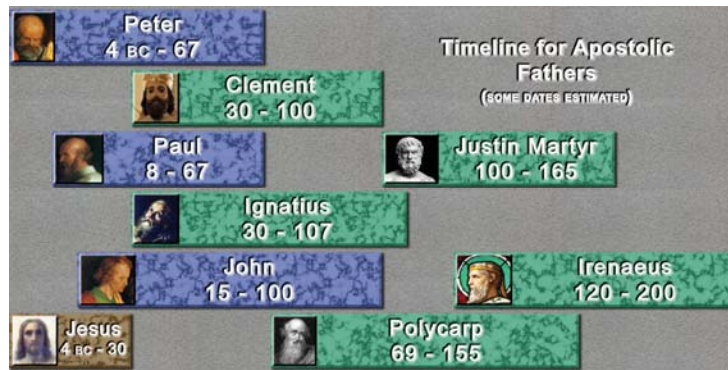 Peter
4 BC - 67
Timeline for Apostolic
Fathers
(SOME DATES ESTIMATED)
Clement
30 - 100
Paul
8 - 67
Justin Martyr
100 - 165
Ignatius
30 - 107
John
15 - 100
Irenaeus
120 - 200
Jesus
4 BC - 30
Polycarp
69 - 155